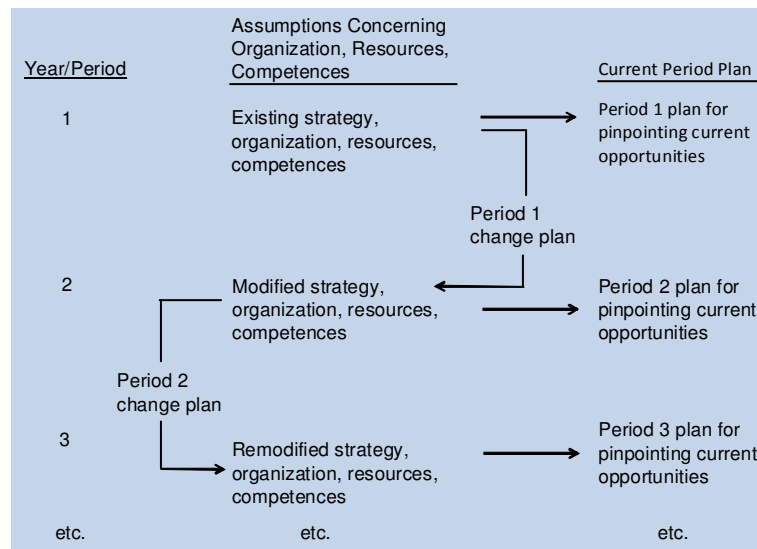 Assumptions Concerning
Organization, Resources,
Competences
Year/Period
Current Period Plan
1
Existing strategy,
organization, resources,
competences
Period 1 plan for
pinpointing current
opportunities
Period 1
change plan
2
Modified strategy,
organization, resources,
competences
Period 2 plan for
pinpointing current
opportunities
Period 2
change plan
3
Remodified strategy,
organization, resources,
competences
Period 3 plan for
pinpointing current
opportunities
etc.
etc.
etc.